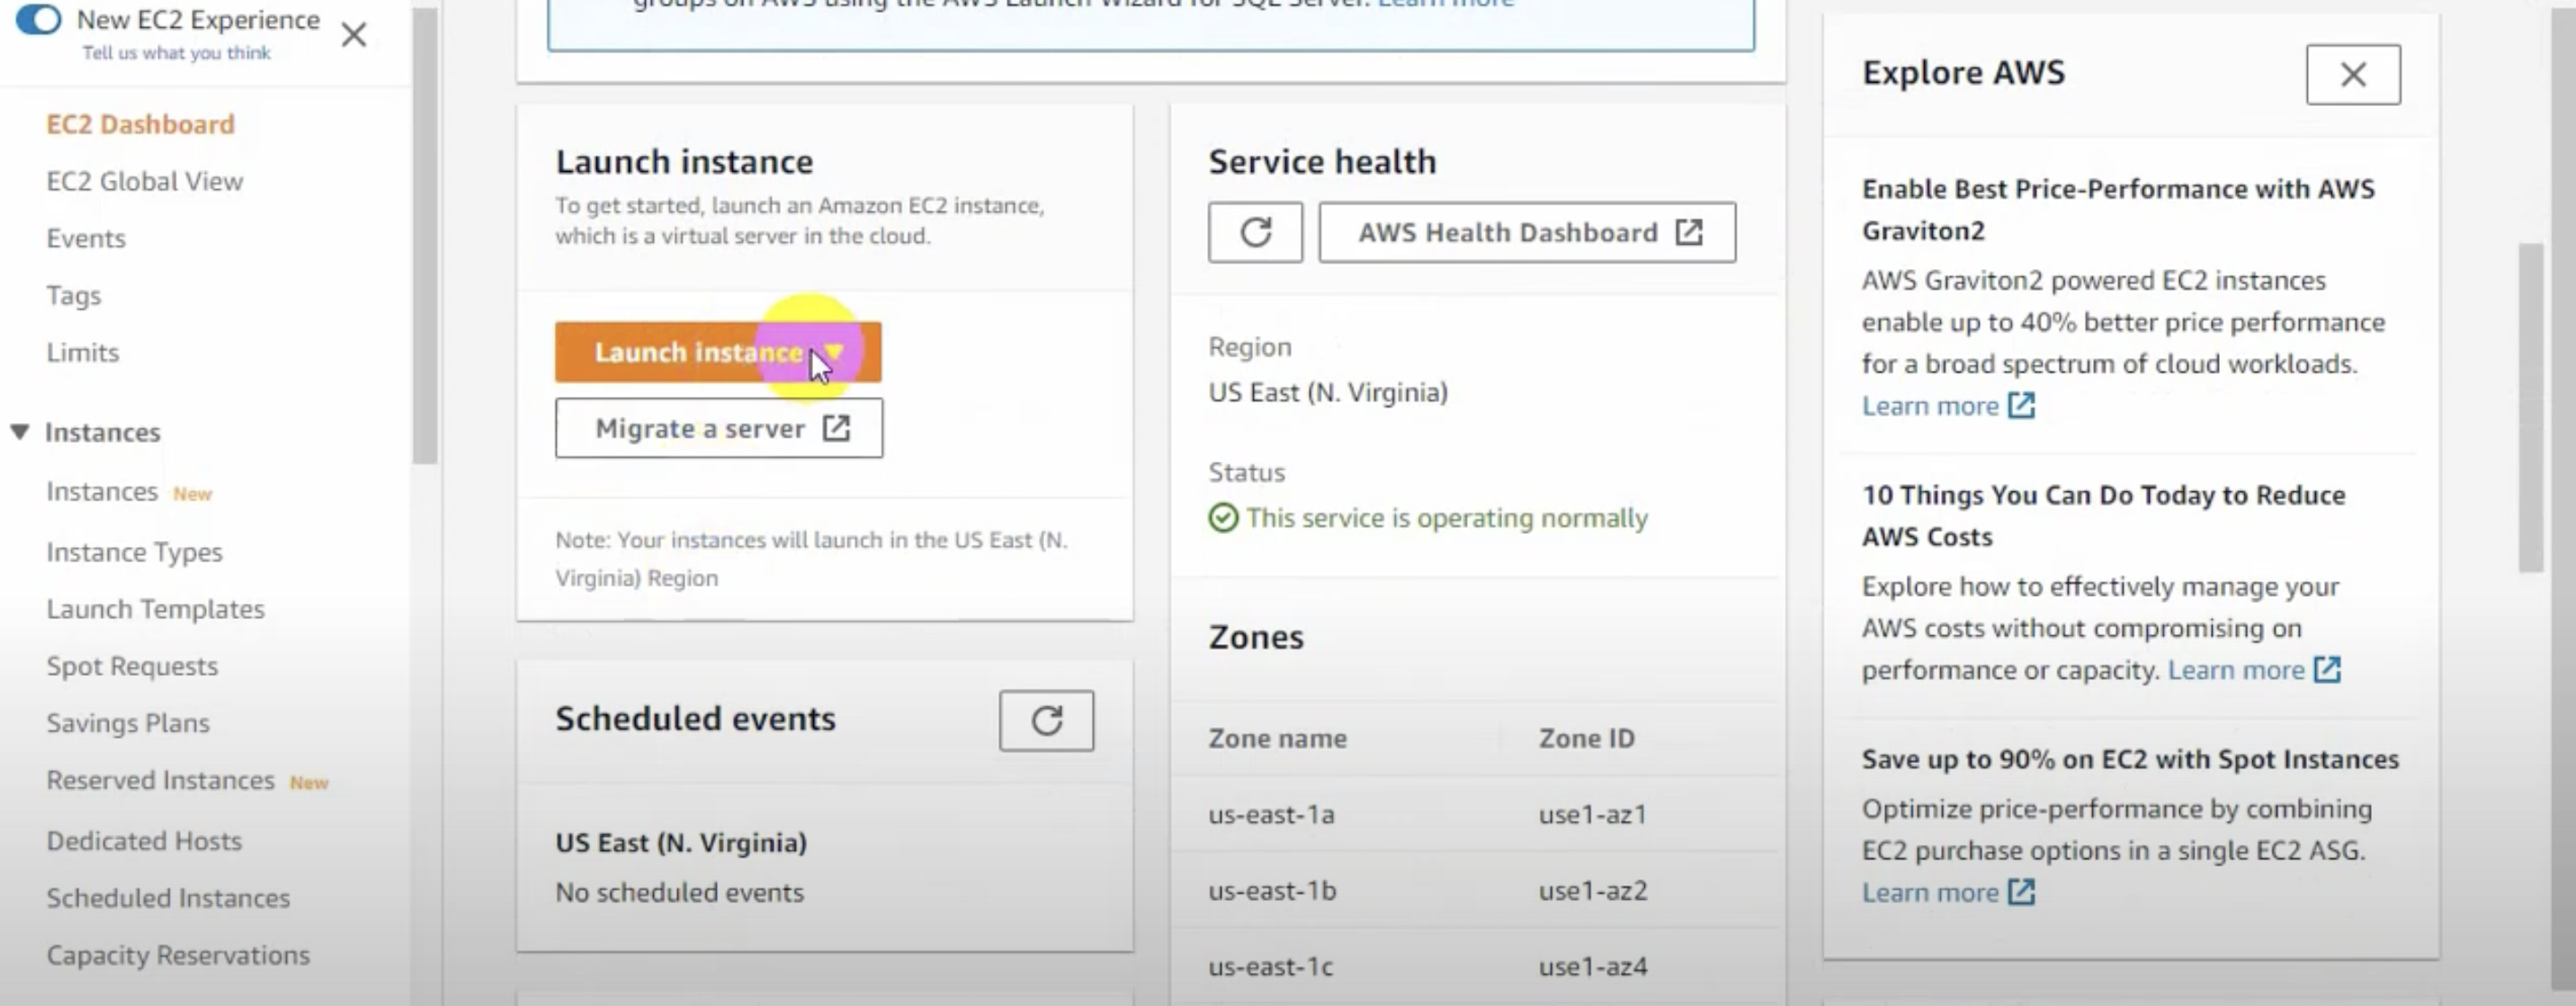 New EC2 Experience
Tell us what you think
EC2 Dashboard
EC2 Global View
Events
Tags
Limits
Instances
Instances New
Instance Types
Launch Templates
Spot Requests
Savings Plans
Reserved Instances New
Dedicated Hosts
Scheduled Instances
Capacity Reservations
groups on AWS using the AWS Launch Wizard for SQL Server. Learn more
Launch instance
To get started, launch an Amazon EC2 instance,
which is a virtual server in the cloud.
Launch instance
Migrate a server
Note: Your instances will launch in the US East (N.
Virginia) Region
Scheduled events
US East (N. Virginia)
No scheduled events
Service health
AWS Health Dashboard
Region
US East (N. Virginia)
Status
This service is operating normally
Zones
Zone name Zone ID
us-east-1a use1-az1
us-east-1b use1-az2
us-east-1c use1-az4
Explore AWS
Enable Best Price-Performance with AWS
Graviton2
AWS Graviton2 powered EC2 instances
enable up to 40% better price performance
for a broad spectrum of cloud workloads.
Learn more
10 Things You Can Do Today to Reduce
AWS Costs
Explore how to effectively manage your
AWS costs without compromising on
performance or capacity. Learn more
Save up to 90% on EC2 with Spot Instances
Optimize price-performance by combining
EC2 purchase options in a single EC2 ASG.
Learn more